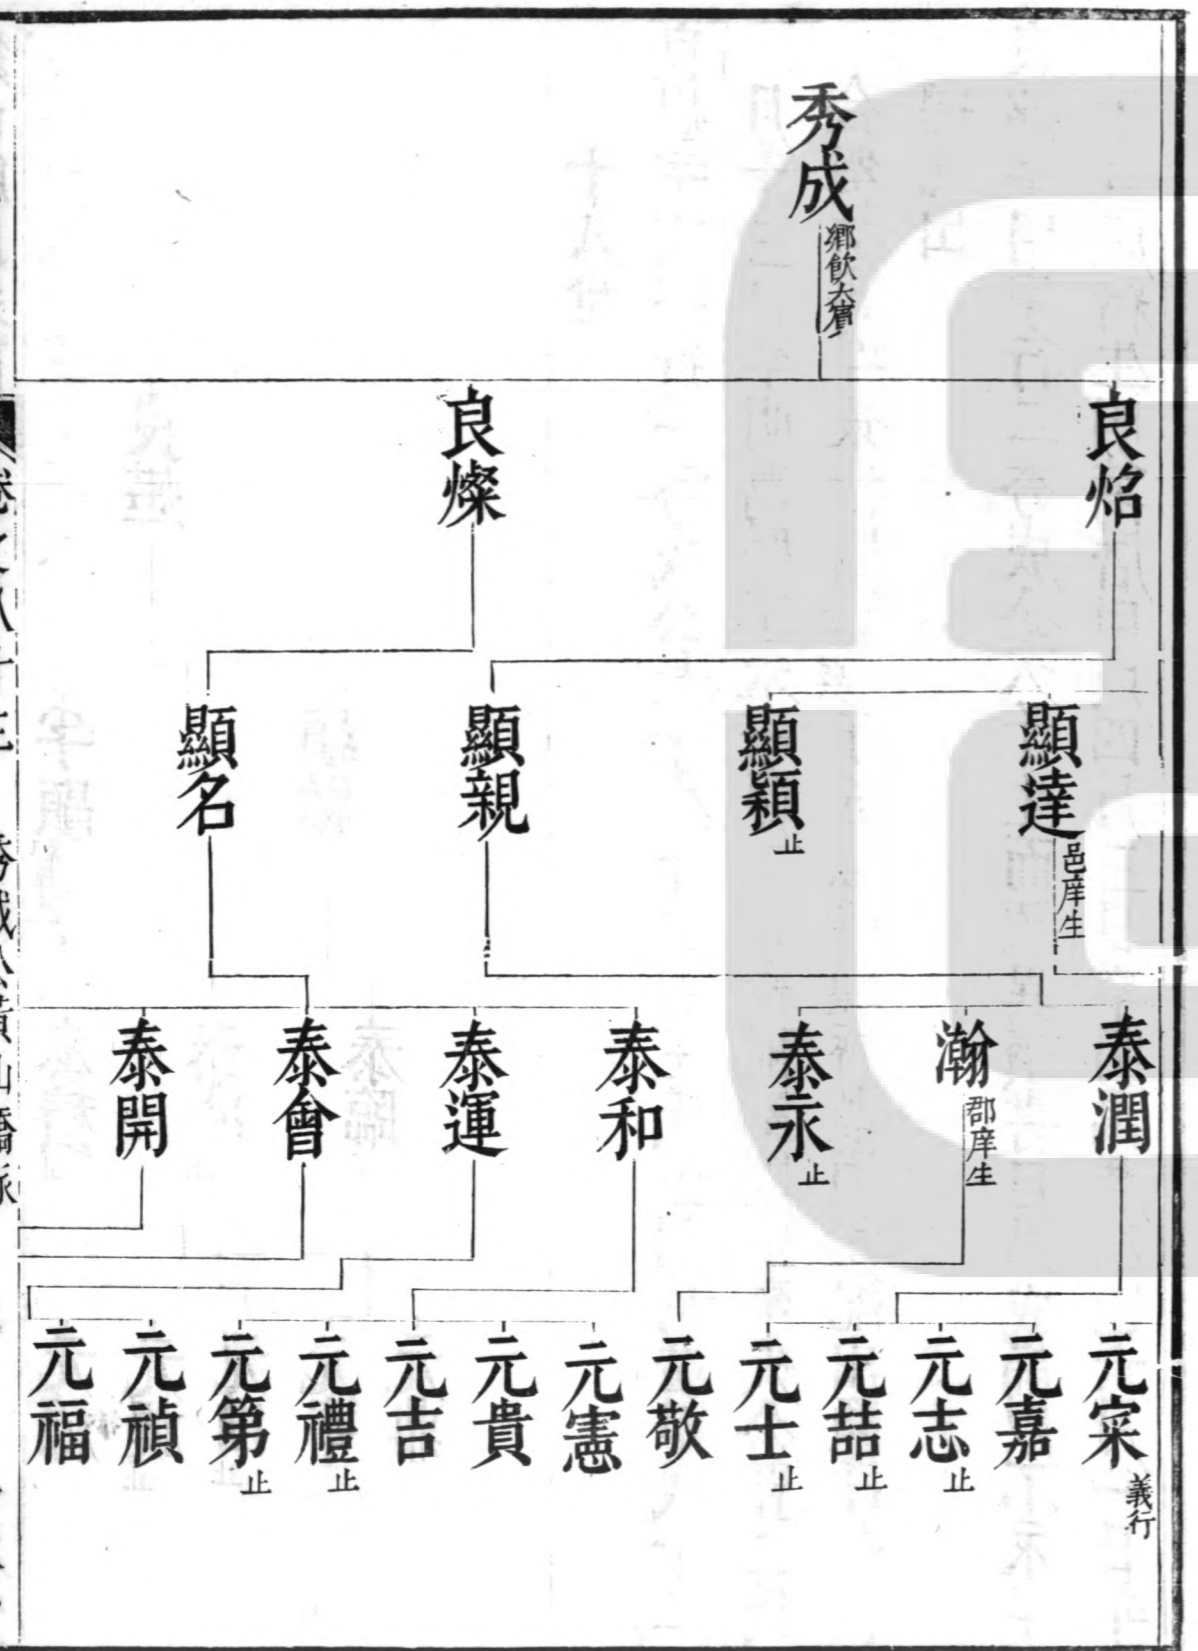 秀成
鄉飲大賓
良焰
良燦
顯達
邑庠生
顯穎
止
顯親
顯名
泰潤
瀚
郡庠生
泰永
止
泰和
泰運
泰會
泰開
元寀
義行
元嘉
元志
止
元喆
止
元士
止
元敬
元憲
元貴
元吉
元禮
止
元第
止
元禎
元福